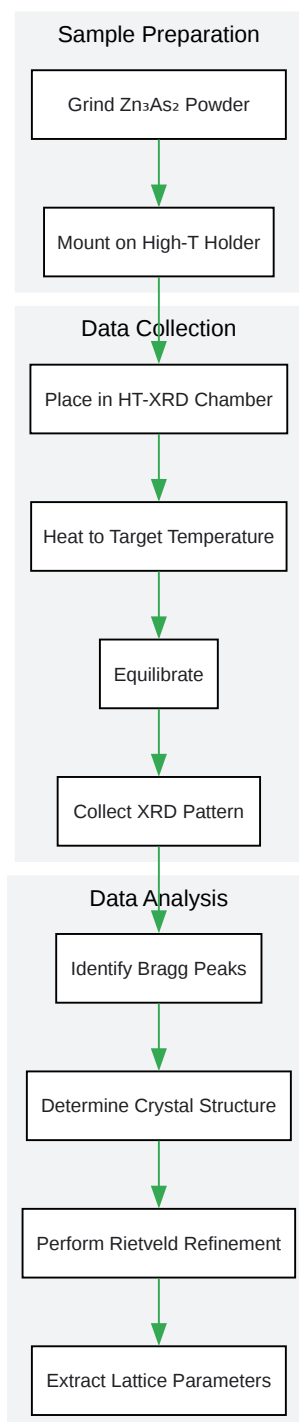 Sample Preparation
Grind Zn₃As₂ Powder
Mount on High-T Holder
Data Collection
Place in HT-XRD Chamber
Heat to Target Temperature
Equilibrate
Collect XRD Pattern
Data Analysis
Identify Bragg Peaks
Determine Crystal Structure
Perform Rietveld Refinement
Extract Lattice Parameters